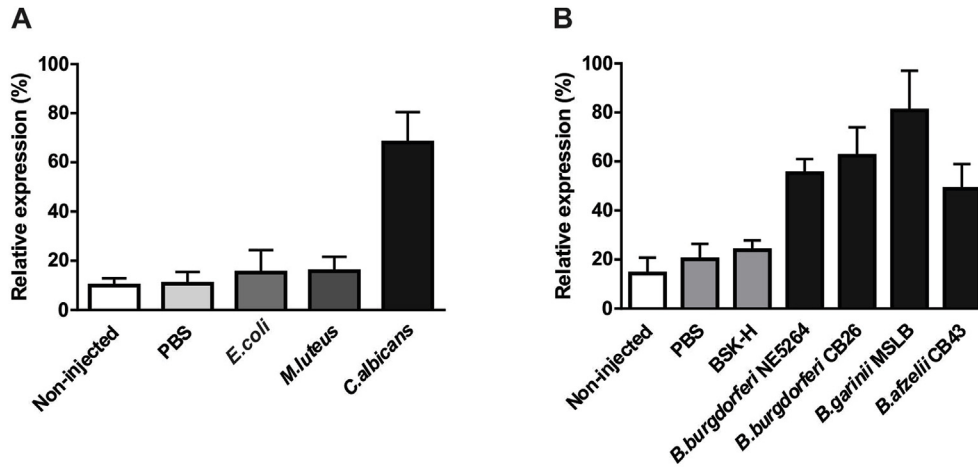 A
Relative expression (%)
100
80
60
40
20
0
Non-injected
PBS
E.coli
M.luteus
C.albicans
B
Relative expression (%)
100
80
60
40
20
0
Non-injected
PBS
BSK-H
B.burgdorferi NE5264
B.burgdorferi CB26
B.garinii MSLB
B.afzelii CB43